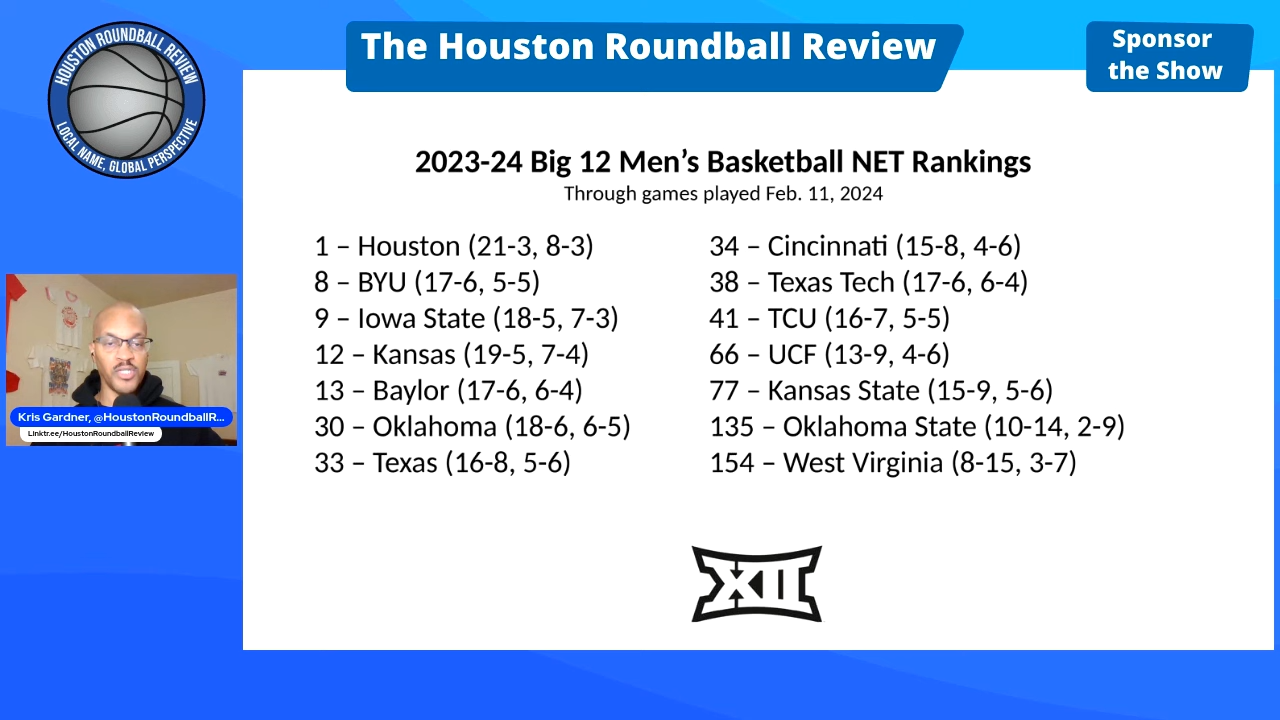 HOUSTON ROUNDBALL REVIEW
LOCAL NAME, GLOBAL PERSPECTIVE
The Houston Roundball Review
Sponsor
the Show
2023-24 Big 12 Men’s Basketball NET Rankings
Through games played Feb. 11, 2024
1 – Houston (21-3, 8-3)
8 – BYU (17-6, 5-5)
9 – Iowa State (18-5, 7-3)
12 – Kansas (19-5, 7-4)
13 – Baylor (17-6, 6-4)
30 – Oklahoma (18-6, 6-5)
33 – Texas (16-8, 5-6)
34 – Cincinnati (15-8, 4-6)
38 – Texas Tech (17-6, 6-4)
41 – TCU (16-7, 5-5)
66 – UCF (13-9, 4-6)
77 – Kansas State (15-9, 5-6)
135 – Oklahoma State (10-14, 2-9)
154 – West Virginia (8-15, 3-7)
XII
Kris Gardner, @HoustonRoundballR...
Linktr.ee/HoustonRoundballReview